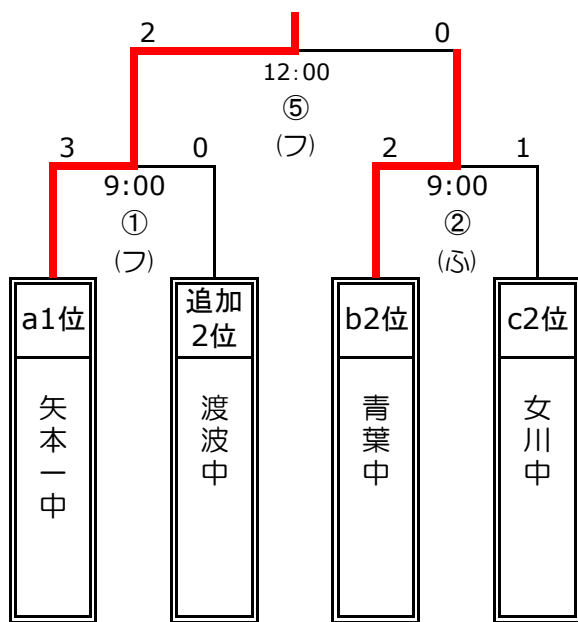 2 0
12:00
⑤
(フ)
3 0 2 1
9:00 9:00
① ②
(フ) (ふ)
a1位
追加
2位
b2位
c2位
矢本一中
渡波中
青葉中
女川中